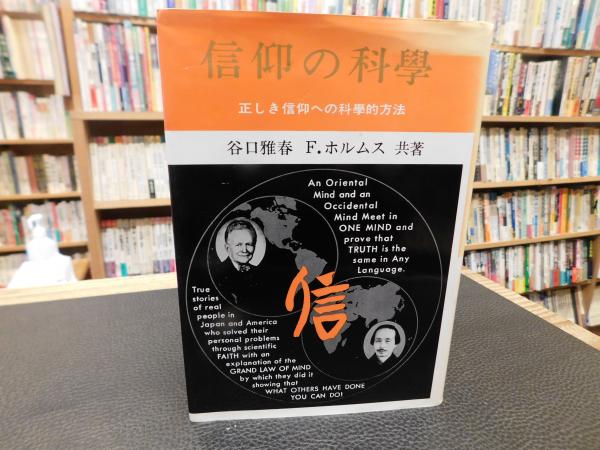 信仰の科學
正しき信仰への科學的方法
谷口雅春 F.ホルムス 共著
An Oriental
Mind and an
Occidental
Mind Meet in
ONE MIND and
prove that
TRUTH is the
same in Any
Language.
信
True
stories
of real
people in
Japan and America
who solved their
personal problems
through scientific
FAITH with an
explanation of the
GRAND LAW OF MIND
by which they did it
showing that
WHAT OTHERS HAVE DONE
YOU CAN DO!